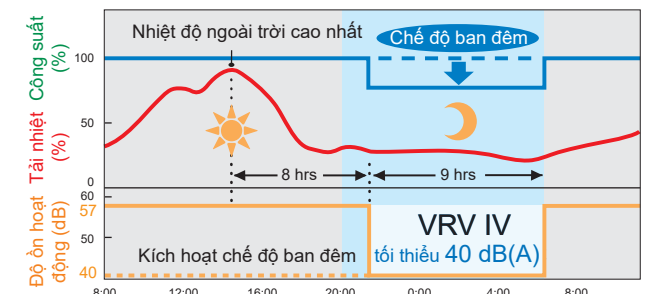 Nhiệt độ ngoài trời cao nhất
Chế độ ban đêm
Công suất
(%)
100
50
0
Tải nhiệt
(%)
8 hrs
9 hrs
60
57
50
40
Độ ồn hoạt
động (dB)
VRV IV
Kích hoạt chế độ ban đêm
tối thiểu 40 dB(A)
8:00 12:00 16:00 20:00 0:00 4:00 8:00